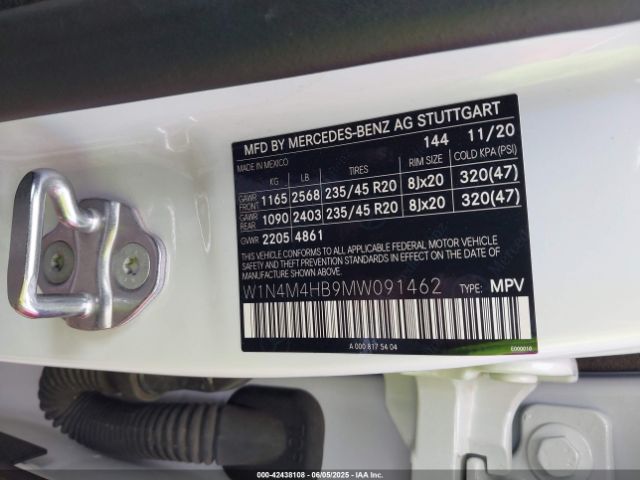 MFD BY MERCEDES-BENZ AG STUTTGART
144 11/20
MADE IN MEXICO
KG LB TIRES RIM SIZE COLD KPA (PSI)
GAWR FRONT 1165 2568 235/45 R20 8Jx20 320(47)
GAWR REAR 1090 2403 235/45 R20 8Jx20 320(47)
GVWR 2205 4861
THIS VEHICLE CONFORMS TO ALL APPLICABLE FEDERAL MOTOR VEHICLE
SAFETY, BUMPER, AND THEFT PREVENTION STANDARDS IN EFFECT ON THE DATE OF
MANUFACTURE SHOWN ABOVE.
W1N4M4HB9MW091462 TYPE: MPV
A 000 817 54 04
E000010
000-42438108 - 06/05/2025 - IAA Inc.